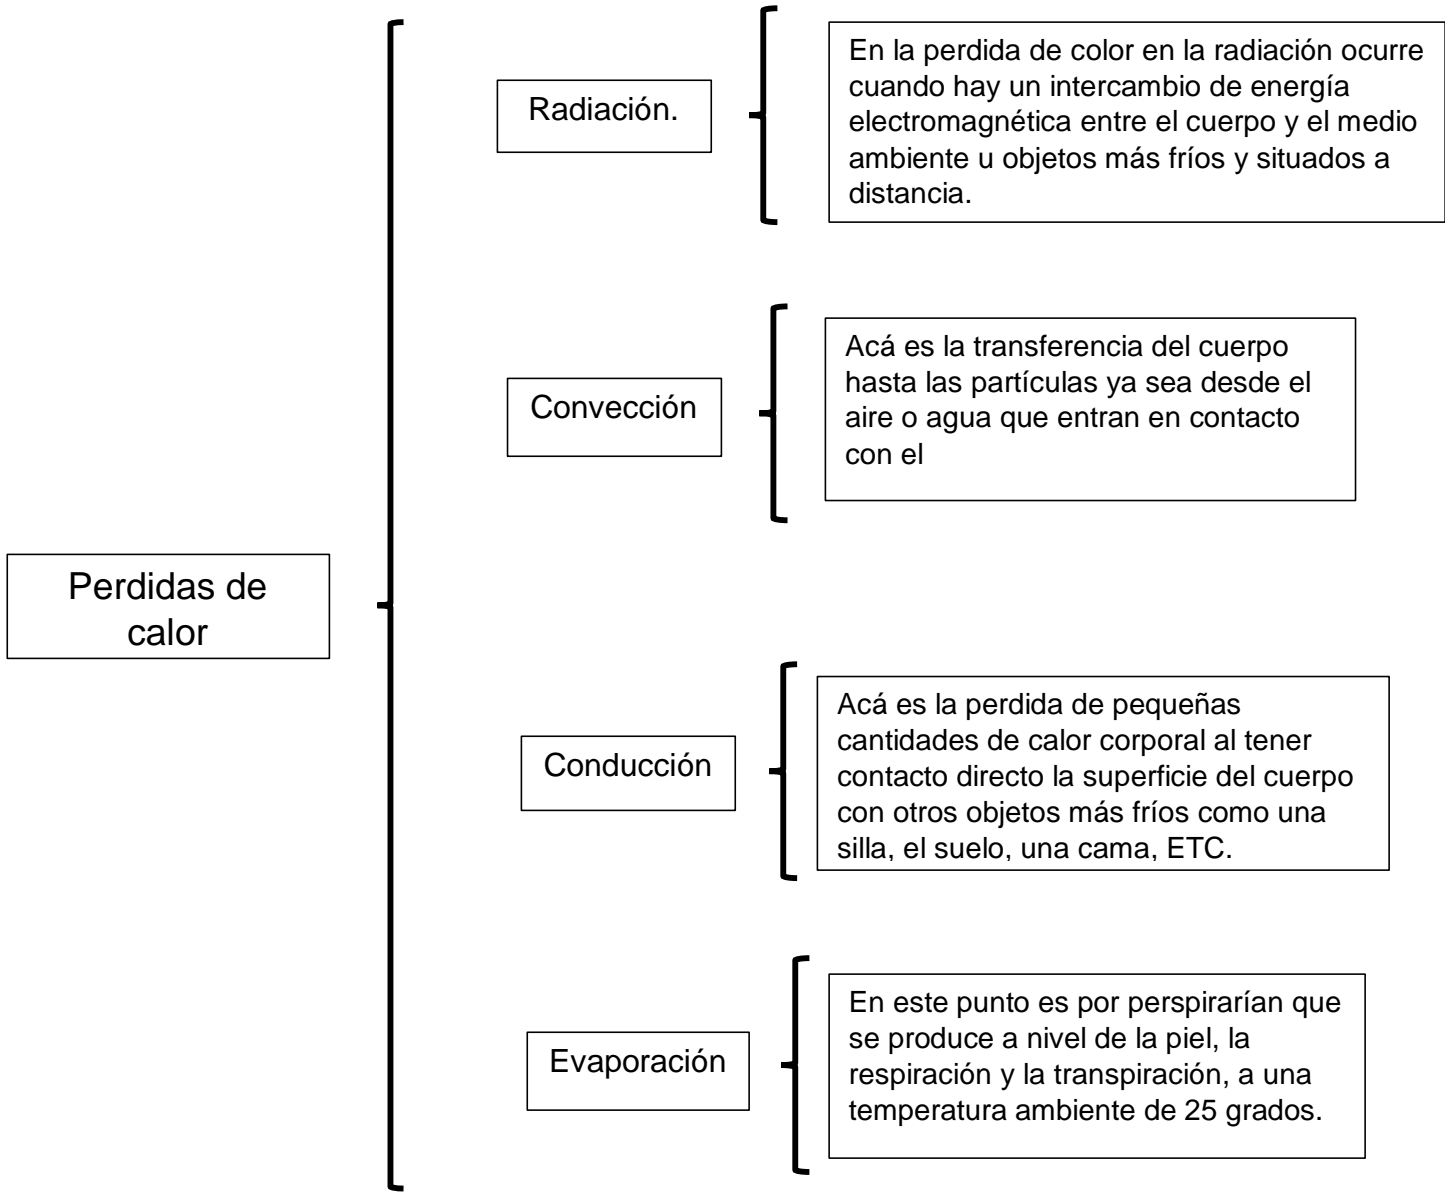 Perdidas de
calor
Radiación.
En la perdida de color en la radiación ocurre
cuando hay un intercambio de energía
electromagnética entre el cuerpo y el medio
ambiente u objetos más fríos y situados a
distancia.
Convección
Acá es la transferencia del cuerpo
hasta las partículas ya sea desde el
aire o agua que entran en contacto
con el
Conducción
Acá es la perdida de pequeñas
cantidades de calor corporal al tener
contacto directo la superficie del cuerpo
con otros objetos más fríos como una
silla, el suelo, una cama, ETC.
Evaporación
En este punto es por perspirarían que
se produce a nivel de la piel, la
respiración y la transpiración, a una
temperatura ambiente de 25 grados.